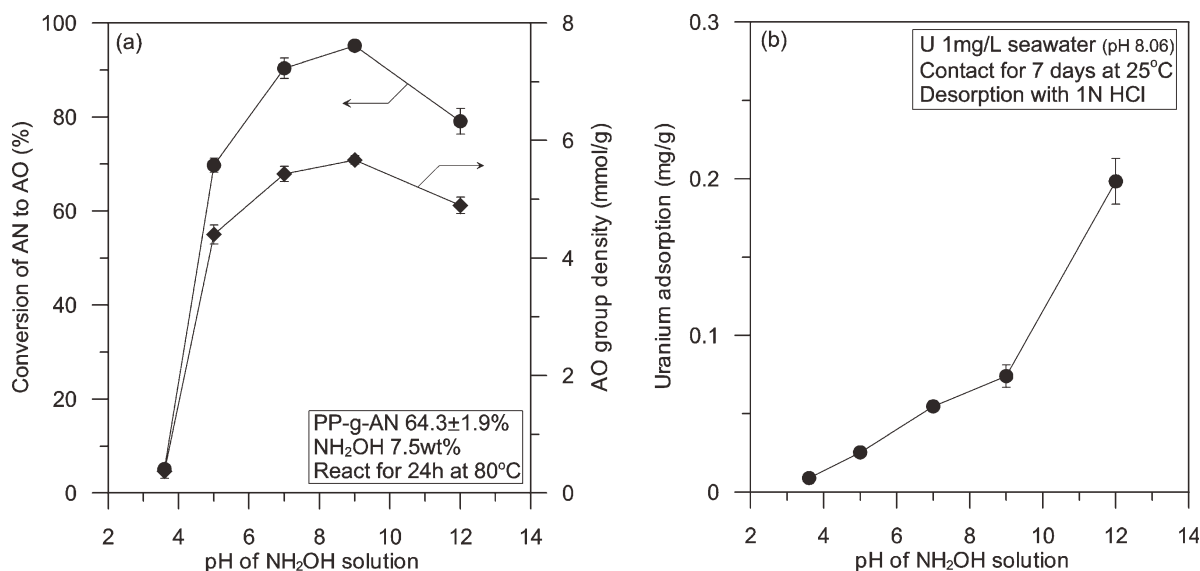 (a)
Conversion of AN to AO (%)
100
80
60
40
20
0
8
6
4
2
0
AO group density (mmol/g)
PP-g-AN 64.3±1.9%
NH₂OH 7.5wt%
React for 24h at 80°C
2 4 6 8 10 12 14
pH of NH₂OH solution
(b)
Uranium adsorption (mg/g)
0.3
0.2
0.1
0
U 1mg/L seawater (pH 8.06)
Contact for 7 days at 25°C
Desorption with 1N HCl
2 4 6 8 10 12 14
pH of NH₂OH solution